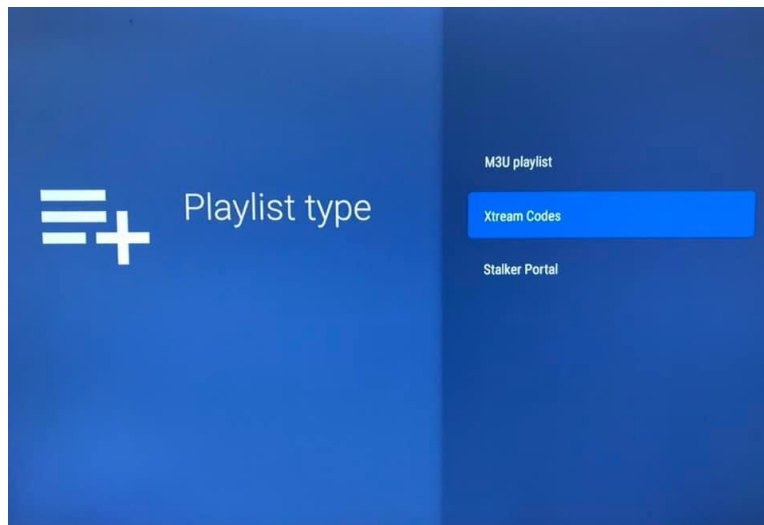 Playlist type
M3U playlist
Xtream Codes
Stalker Portal